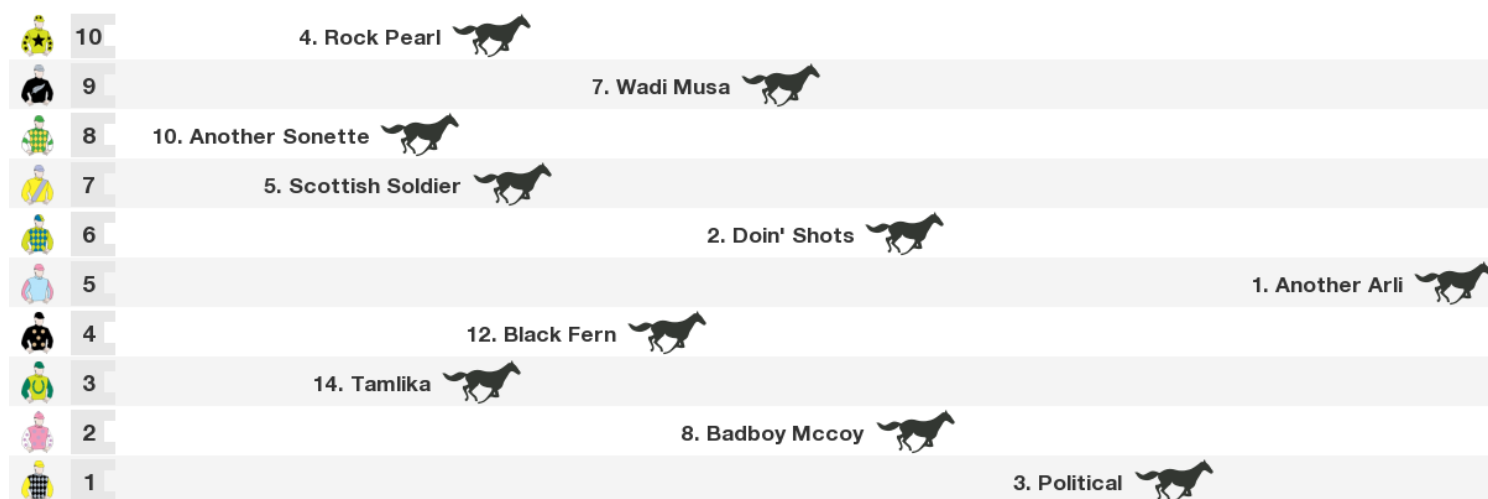 10 4. Rock Pearl
9 7. Wadi Musa
8 10. Another Sonette
7 5. Scottish Soldier
6 2. Doin' Shots
5 1. Another Arli
4 12. Black Fern
3 14. Tamlika
2 8. Badboy Mccoy
1 3. Political